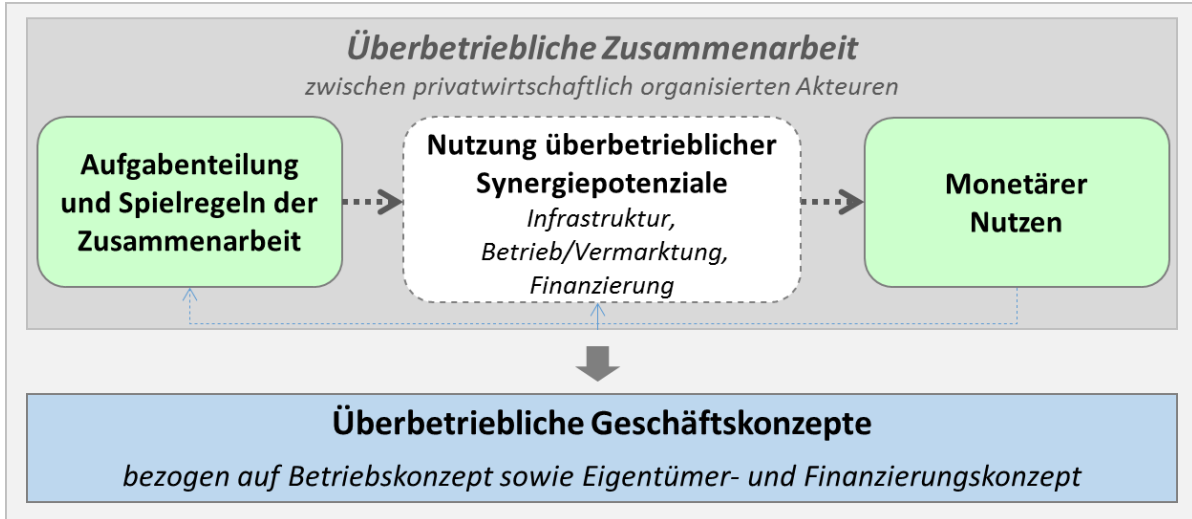 Überbetriebliche Zusammenarbeit
zwischen privatwirtschaftlich organisierten Akteuren
Aufgabenteilung
und Spielregeln der
Zusammenarbeit
Nutzung überbetrieblicher
Synergiepotenziale
Infrastruktur,
Betrieb/Vermarktung,
Finanzierung
Monetärer
Nutzen
Überbetriebliche Geschäftskonzepte
bezogen auf Betriebskonzept sowie Eigentümer- und Finanzierungskonzept